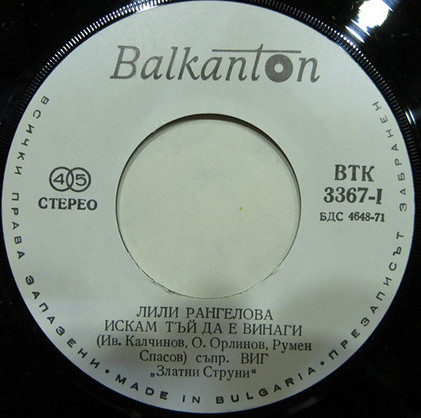 Balkanton
ВСИЧКИ ПРАВА ЗАПАЗЕНИ • MADE IN BULGARIA • ПРЕЗАПИСЪТ ЗАБРАНЕН
45
СТЕРЕО
ВТК
3367-I
БДС 4648-71
ЛИЛИ РАНГЕЛОВА
ИСКАМ ТЪЙ ДА Е ВИНАГИ
(Ив. Калчинов, О. Орлинов, Румен
Спасов) съпр. ВИГ
„Златни Струни"